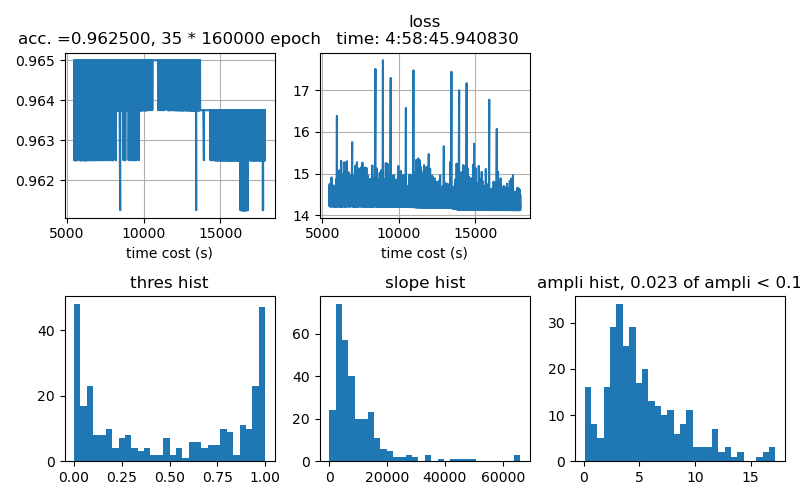 loss
acc. =0.962500, 35 * 160000 epoch time: 4:58:45.940830
0.965
0.964
0.963
0.962
5000 10000 15000
time cost (s)
17
16
15
14
5000 10000 15000
time cost (s)
thres hist
40
20
0
0.00 0.25 0.50 0.75 1.00
slope hist
60
40
20
0
0 20000 40000 60000
ampli hist, 0.023 of ampli < 0.1
30
20
10
0
0 5 10 15